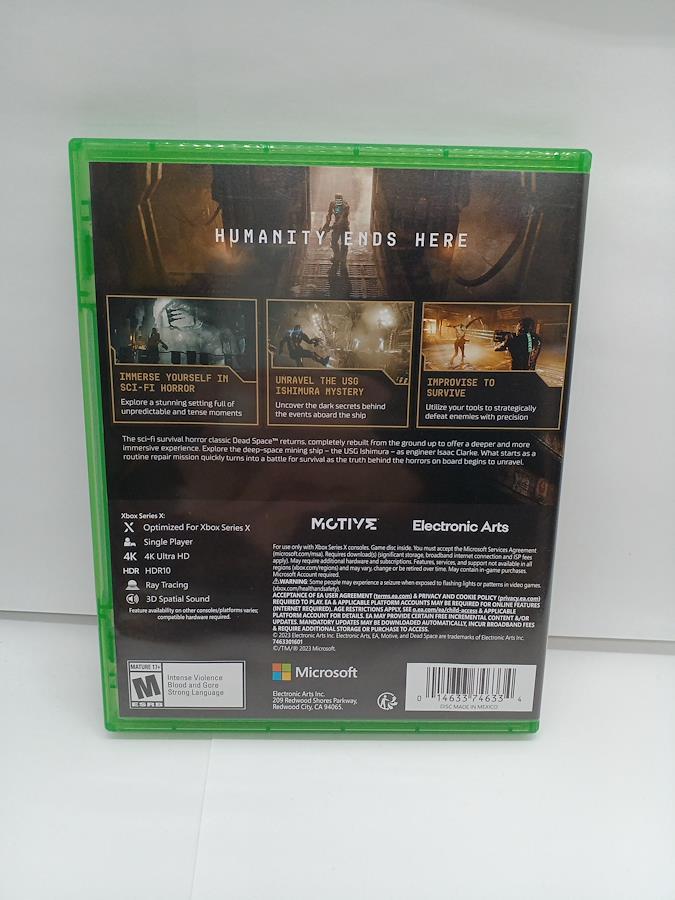 HUMANITY ENDS HERE
IMMERSE YOURSELF IN
SCI-FI HORROR
Explore a stunning setting full of
unpredictable and tense moments
UNRAVEL THE USG
ISHIMURA MYSTERY
Uncover the dark secrets behind
the events aboard the ship
IMPROVISE TO
SURVIVE
Utilize your tools to strategically
defeat enemies with precision
The sci-fi survival horror classic Dead Space™ returns, completely rebuilt from the ground up to offer a deeper and more
immersive experience. Explore the deep-space mining ship – the USG Ishimura – as engineer Isaac Clarke. What starts as a
routine repair mission quickly turns into a battle for survival as the truth behind the horrors on board begins to unravel.
Xbox Series X:
X Optimized For Xbox Series X
Single Player
4K 4K Ultra HD
HDR HDR10
Ray Tracing
3D Spatial Sound
Feature availability on other consoles/platforms varies;
compatible hardware required.
MOTIVE
Electronic Arts
For use only with Xbox Series X consoles. Game disc inside. You must accept the Microsoft Services Agreement
(microsoft.com/msa). Requires download(s) (significant storage, broadband internet connection and ISP fees
apply). May require additional hardware and subscriptions. Features, services, and support not available in all
regions (xbox.com/regions) and may vary, change or be retired over time. May contain in-game purchases.
Microsoft Account required.
⚠WARNING: Some people may experience a seizure when exposed to flashing lights or patterns in video games.
(xbox.com/healthandsafety).
ACCEPTANCE OF EA USER AGREEMENT (terms.ea.com) & PRIVACY AND COOKIE POLICY (privacy.ea.com)
REQUIRED TO PLAY. EA & APPLICABLE PLATFORM ACCOUNTS MAY BE REQUIRED FOR ONLINE FEATURES
(INTERNET REQUIRED). AGE RESTRICTIONS APPLY, SEE o.ea.com/ea/child-access & APPLICABLE
PLATFORM ACCOUNT FOR DETAILS. EA MAY PROVIDE CERTAIN FREE INCREMENTAL CONTENT &/OR
UPDATES. MANDATORY UPDATES MAY BE DOWNLOADED AUTOMATICALLY, INCUR BROADBAND FEES
& REQUIRE ADDITIONAL STORAGE OR PURCHASE TO ACCESS.
© 2023 Electronic Arts Inc. Electronic Arts, EA, Motive, and Dead Space are trademarks of Electronic Arts Inc.
7463301601
©/TM/® 2023 Microsoft.
MATURE 17+
M
ESRB
Intense Violence
Blood and Gore
Strong Language
Microsoft
Electronic Arts Inc.
209 Redwood Shores Parkway,
Redwood City, CA 94065.
0 14633 74633 4
DISC MADE IN MEXICO